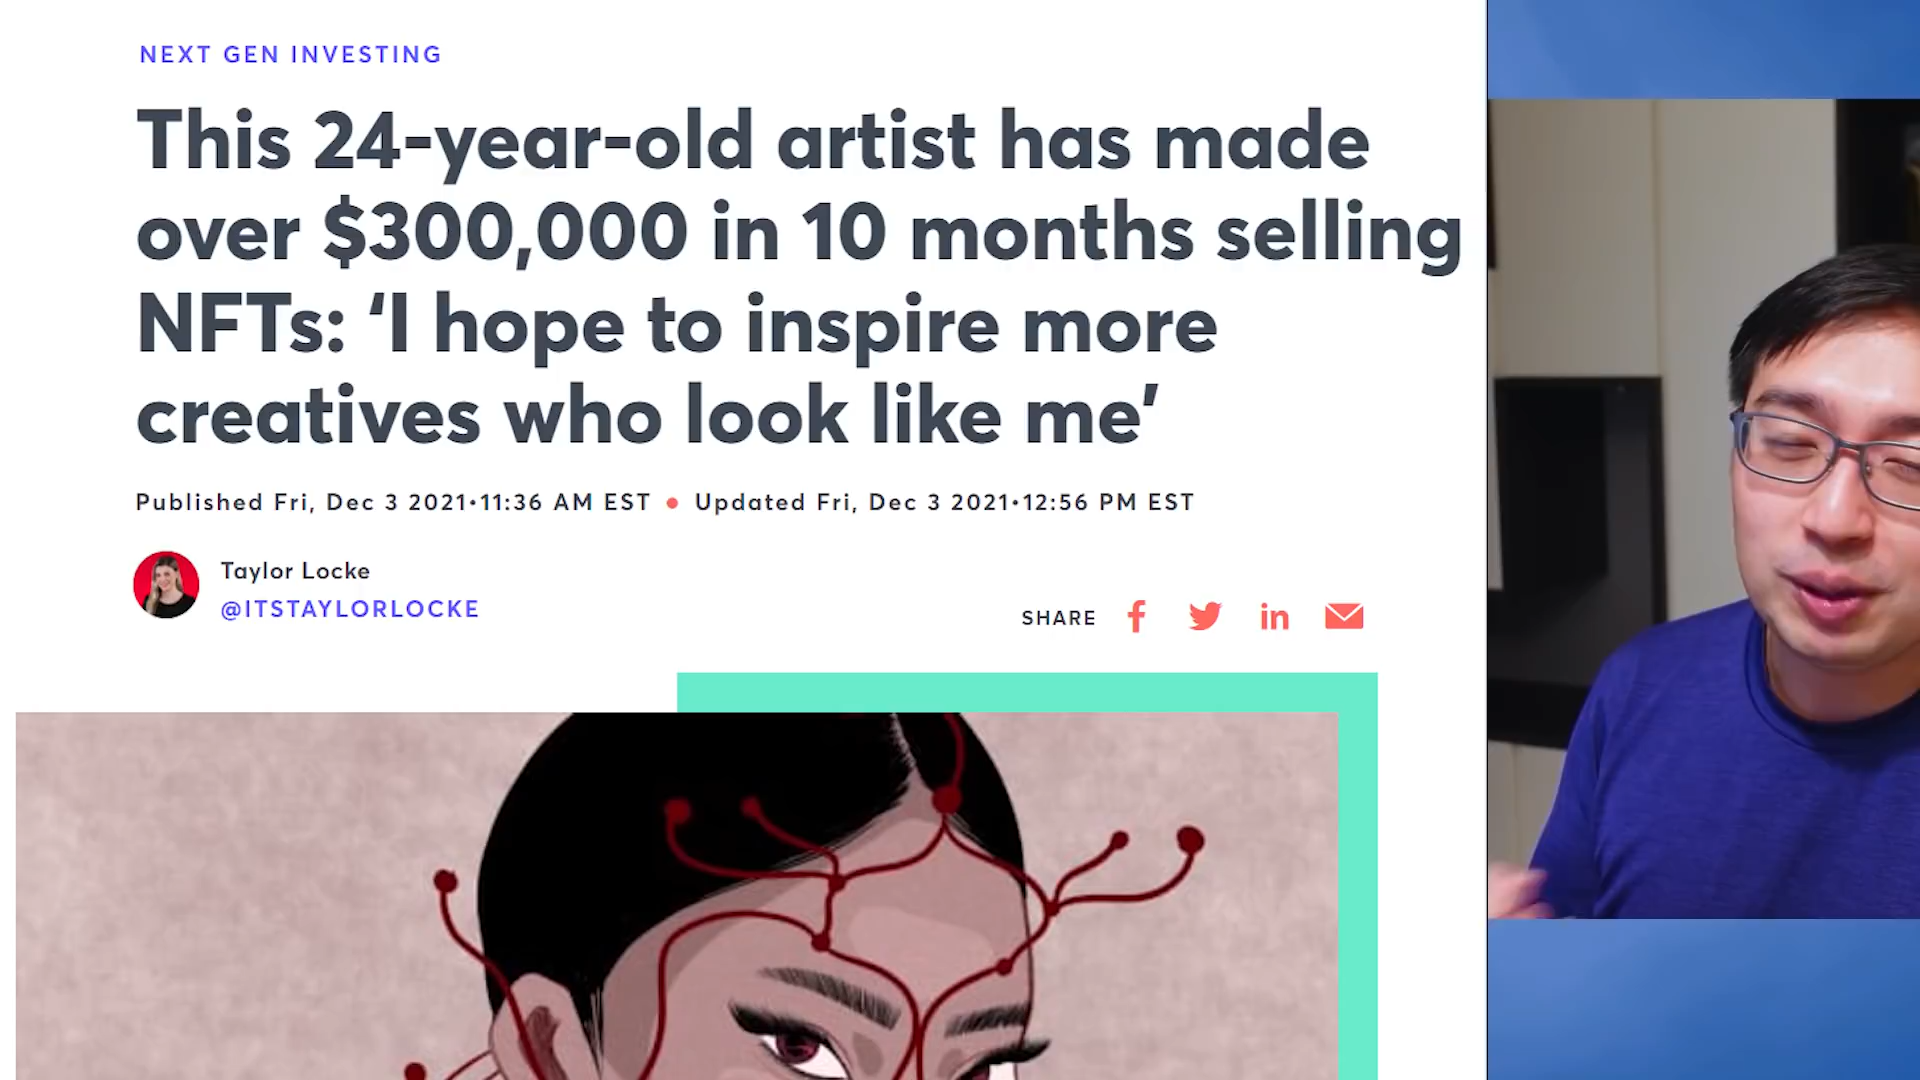 NEXT GEN INVESTING
This 24-year-old artist has made
over $300,000 in 10 months selling
NFTs: ‘I hope to inspire more
creatives who look like me’
Published Fri, Dec 3 2021•11:36 AM EST • Updated Fri, Dec 3 2021•12:56 PM EST
Taylor Locke
@ITSTAYLORLOCKE
SHARE